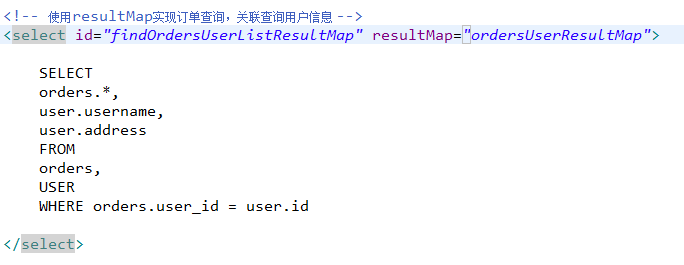 <!-- 使用resultMap实现订单查询，关联查询用户信息 -->
<select id="findOrdersUserListResultMap" resultMap="ordersUserResultMap">
SELECT
orders.*,
user.username,
user.address
FROM
orders,
USER
WHERE orders.user_id = user.id
</select>